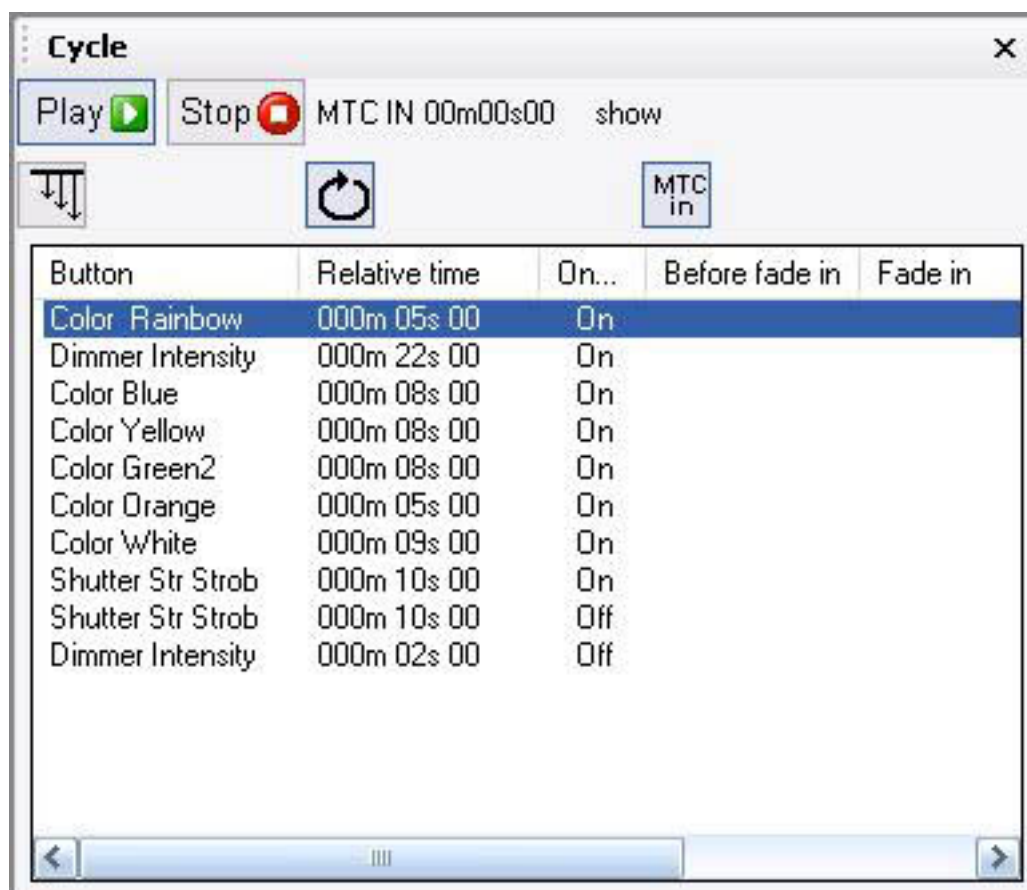 Cycle
Play Stop MTC IN 00m00s00 show
MTC
in
Button Relative time On... Before fade in Fade in
Color Rainbow 000m 05s 00 On
Dimmer Intensity 000m 22s 00 On
Color Blue 000m 08s 00 On
Color Yellow 000m 08s 00 On
Color Green2 000m 08s 00 On
Color Orange 000m 05s 00 On
Color White 000m 09s 00 On
Shutter Str Strob 000m 10s 00 On
Shutter Str Strob 000m 10s 00 Off
Dimmer Intensity 000m 02s 00 Off